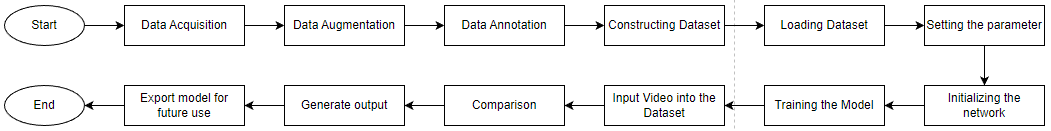 Start
Data Acquisition
Data Augmentation
Data Annotation
Constructing Dataset
Loading Dataset
Setting the parameter
Initializing the
network
Training the Model
Input Video into the
Dataset
Comparison
Generate output
Export model for
future use
End